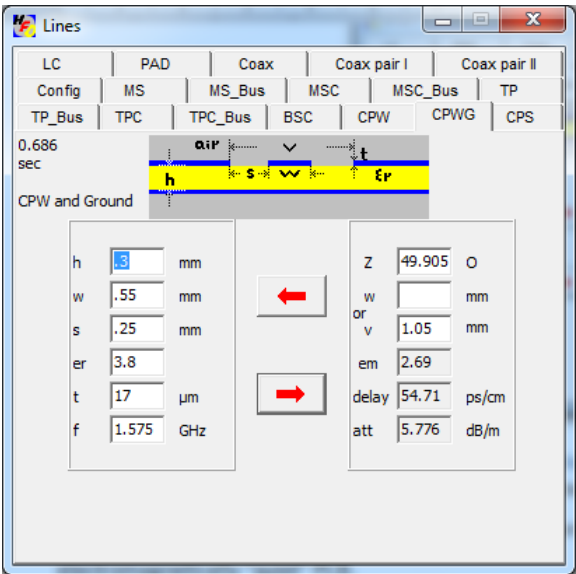 Lines
LC PAD Coax Coax pair I Coax pair II
Config MS MS_Bus MSC MSC_Bus TP
TP_Bus TPC TPC_Bus BSC CPW CPWG CPS
0.686
sec
CPW and Ground
air v t
h s w εr
h .3 mm Z 49.905 O
w .55 mm w mm
or
s .25 mm v 1.05 mm
er 3.8 em 2.69
t 17 µm delay 54.71 ps/cm
f 1.575 GHz att 5.776 dB/m